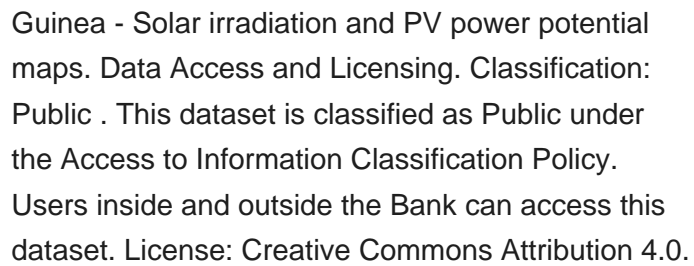 Guinea - Solar irradiation and PV power potential
maps. Data Access and Licensing. Classification:
Public . This dataset is classified as Public under
the Access to Information Classification Policy.
Users inside and outside the Bank can access this
dataset. License: Creative Commons Attribution 4.0.